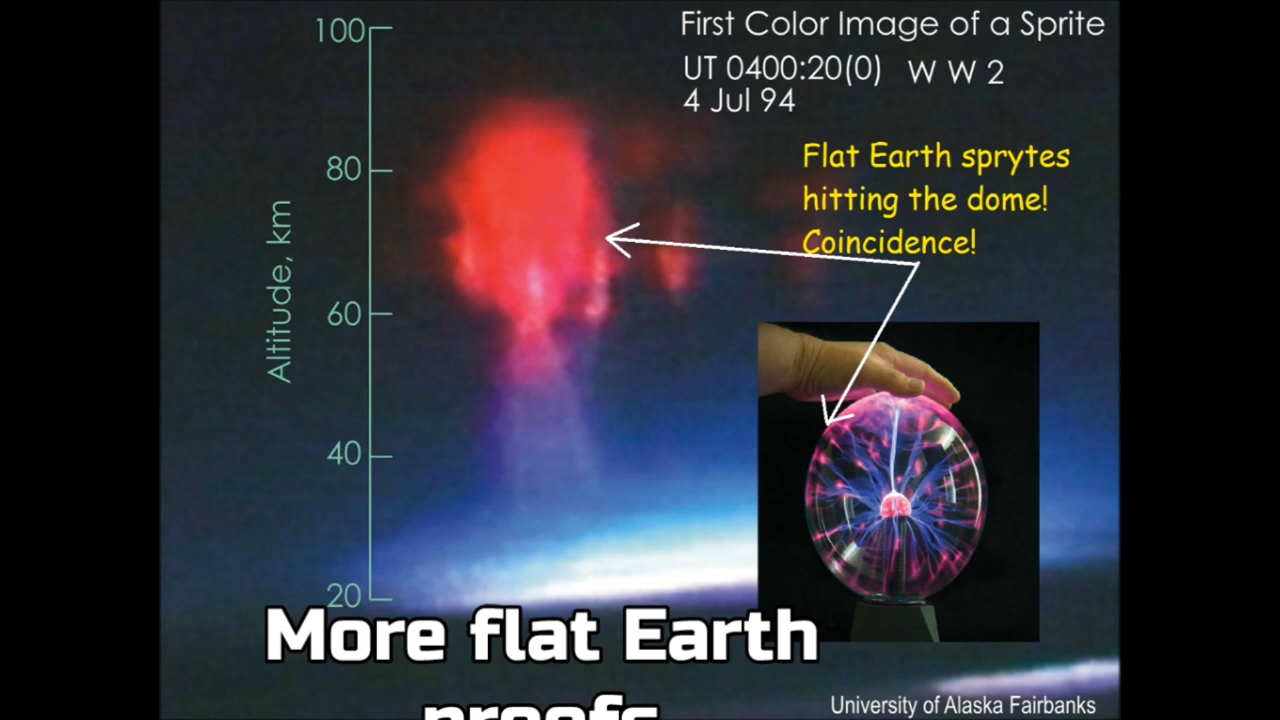 First Color Image of a Sprite
UT 0400:20(0) W W 2
4 Jul 94
100
80
60
40
20
Altitude, km
Flat Earth sprytes
hitting the dome!
Coincidence!
More flat Earth
proofs
University of Alaska Fairbanks